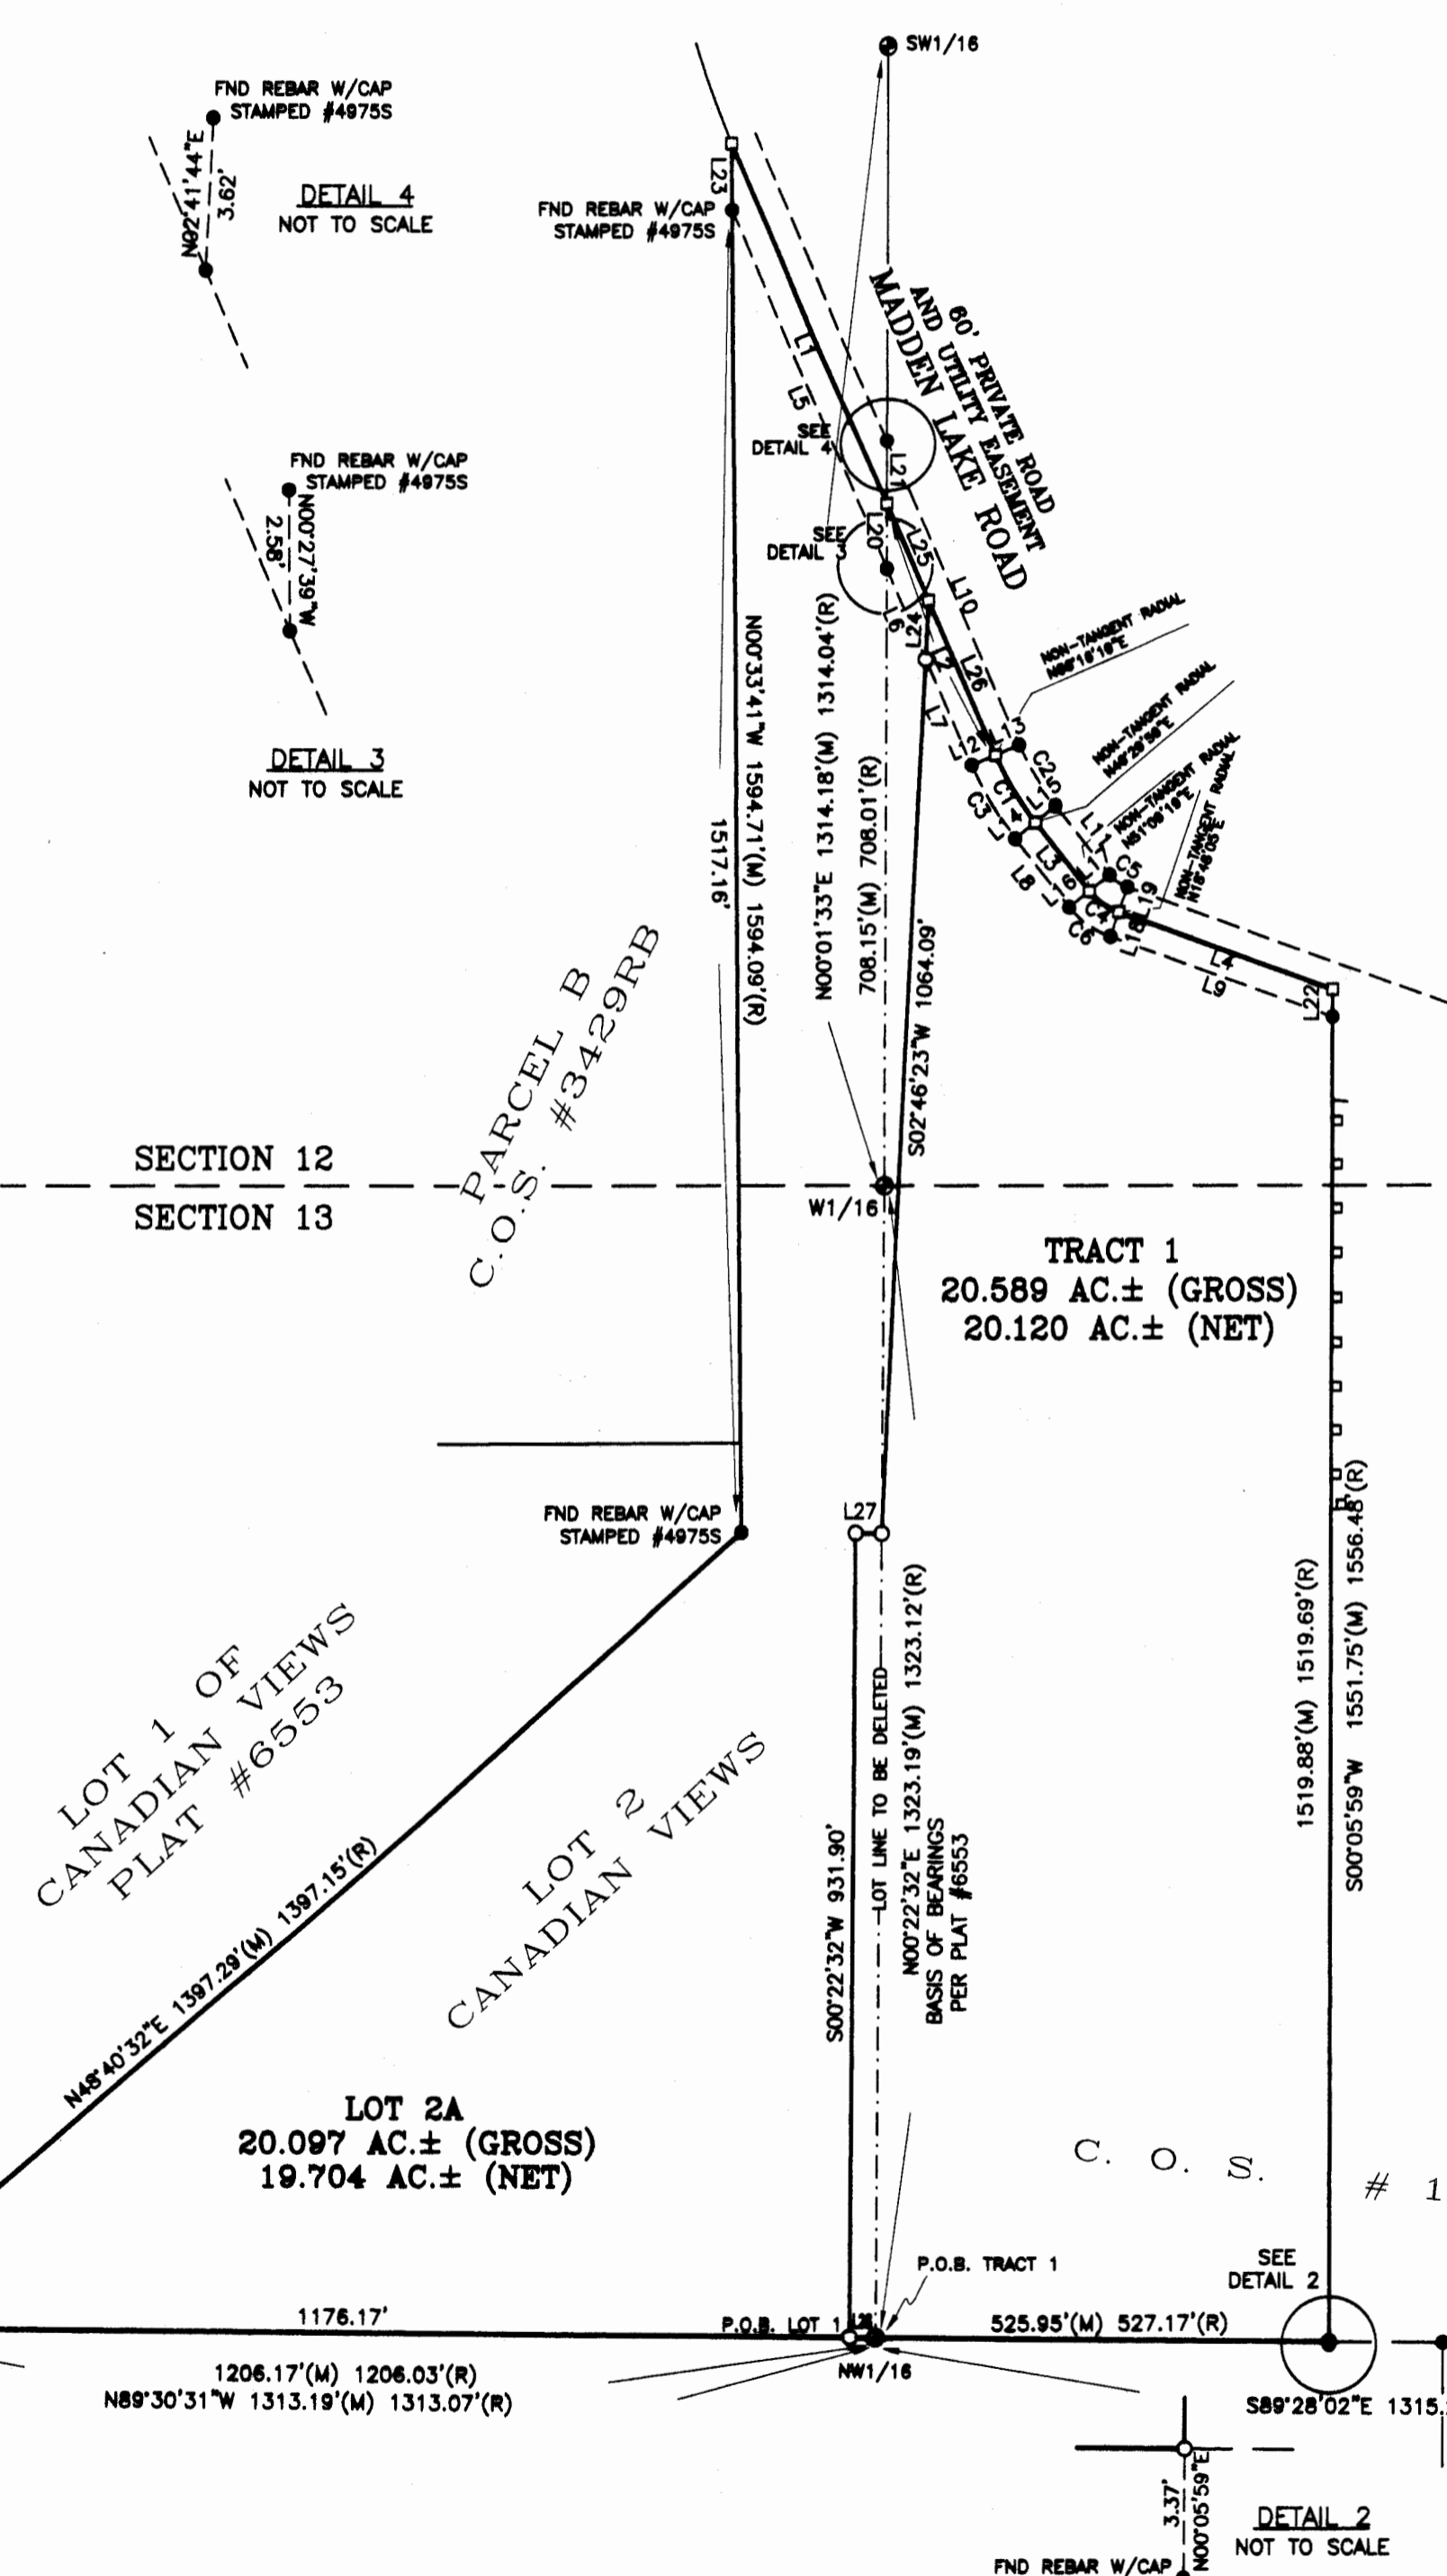 SW1/16
FND REBAR W/CAP
STAMPED #4975S
N02°41'44"E
3.62'
DETAIL 4
NOT TO SCALE
L23
FND REBAR W/CAP
STAMPED #4975S
L1
L5
60' PRIVATE ROAD
AND UTILITY EASEMENT
MADDEN LAKE ROAD
SEE
DETAIL 4
L21
FND REBAR W/CAP
STAMPED #4975S
N00°27'39"W
2.58'
DETAIL 3
NOT TO SCALE
SEE
DETAIL 3
L20
L25
L10
L6
L24
L2
L26
L7
L12
L13
NON-TANGENT RADIAL
NON-TANGENT RADIAL
NON-TANGENT RADIAL
N51°09'19"E
NON-TANGENT RADIAL
N18°46'05"E
C2
C1
C3
L3
L8
L11
L17
C5
L19
C4
C6
L18
L4
L9
L22
N00°33'41"W 1594.71'(M) 1594.09'(R)
1517.16'
N00°01'33"E 1314.18'(M) 1314.04'(R)
708.15'(M) 708.01'(R)
S02°46'23"W 1064.09'
PARCEL B
C.O.S. #3429RB
SECTION 12
SECTION 13
W1/16
TRACT 1
20.589 AC.± (GROSS)
20.120 AC.± (NET)
FND REBAR W/CAP
STAMPED #4975S
L27
LOT LINE TO BE DELETED
N00°22'32"E 1323.19'(M) 1323.12'(R)
BASIS OF BEARINGS
PER PLAT #6553
S00°22'32"W 931.90'
1519.88'(M) 1519.69'(R)
S00°05'59"W 1551.75'(M) 1556.48'(R)
LOT 1 OF
CANADIAN VIEWS
PLAT #6553
LOT 2
CANADIAN VIEWS
N48°40'32"E 1397.29'(M) 1397.15'(R)
LOT 2A
20.097 AC.± (GROSS)
19.704 AC.± (NET)
C. O. S. # 1
P.O.B. TRACT 1
SEE
DETAIL 2
1176.17'
P.O.B. LOT 1
525.95'(M) 527.17'(R)
NW1/16
1206.17'(M) 1206.03'(R)
N89°30'31"W 1313.19'(M) 1313.07'(R)
S89°28'02"E 1315.
3.37'
N00°05'59"E
DETAIL 2
NOT TO SCALE
FND REBAR W/CAP